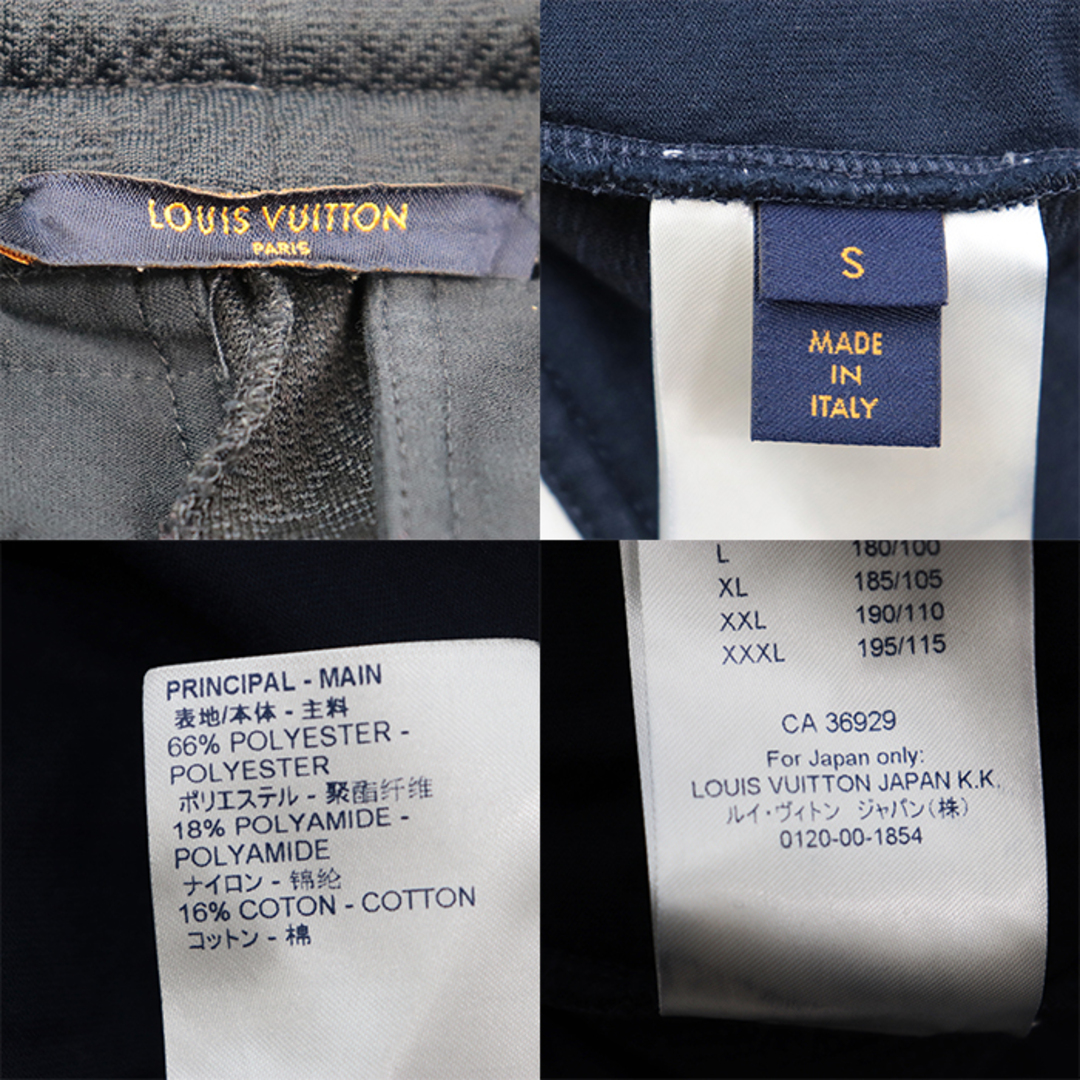 LOUIS VUITTON
PARIS
S
MADE
IN
ITALY
PRINCIPAL - MAIN
表地/本体 - 主料
66% POLYESTER -
POLYESTER
ポリエステル - 聚酯纤维
18% POLYAMIDE -
POLYAMIDE
ナイロン - 锦纶
16% COTON - COTTON
コットン - 棉
L 180/100
XL 185/105
XXL 190/110
XXXL 195/115
CA 36929
For Japan only:
LOUIS VUITTON JAPAN K.K.
ルイ・ヴィトン ジャパン(株)
0120-00-1854